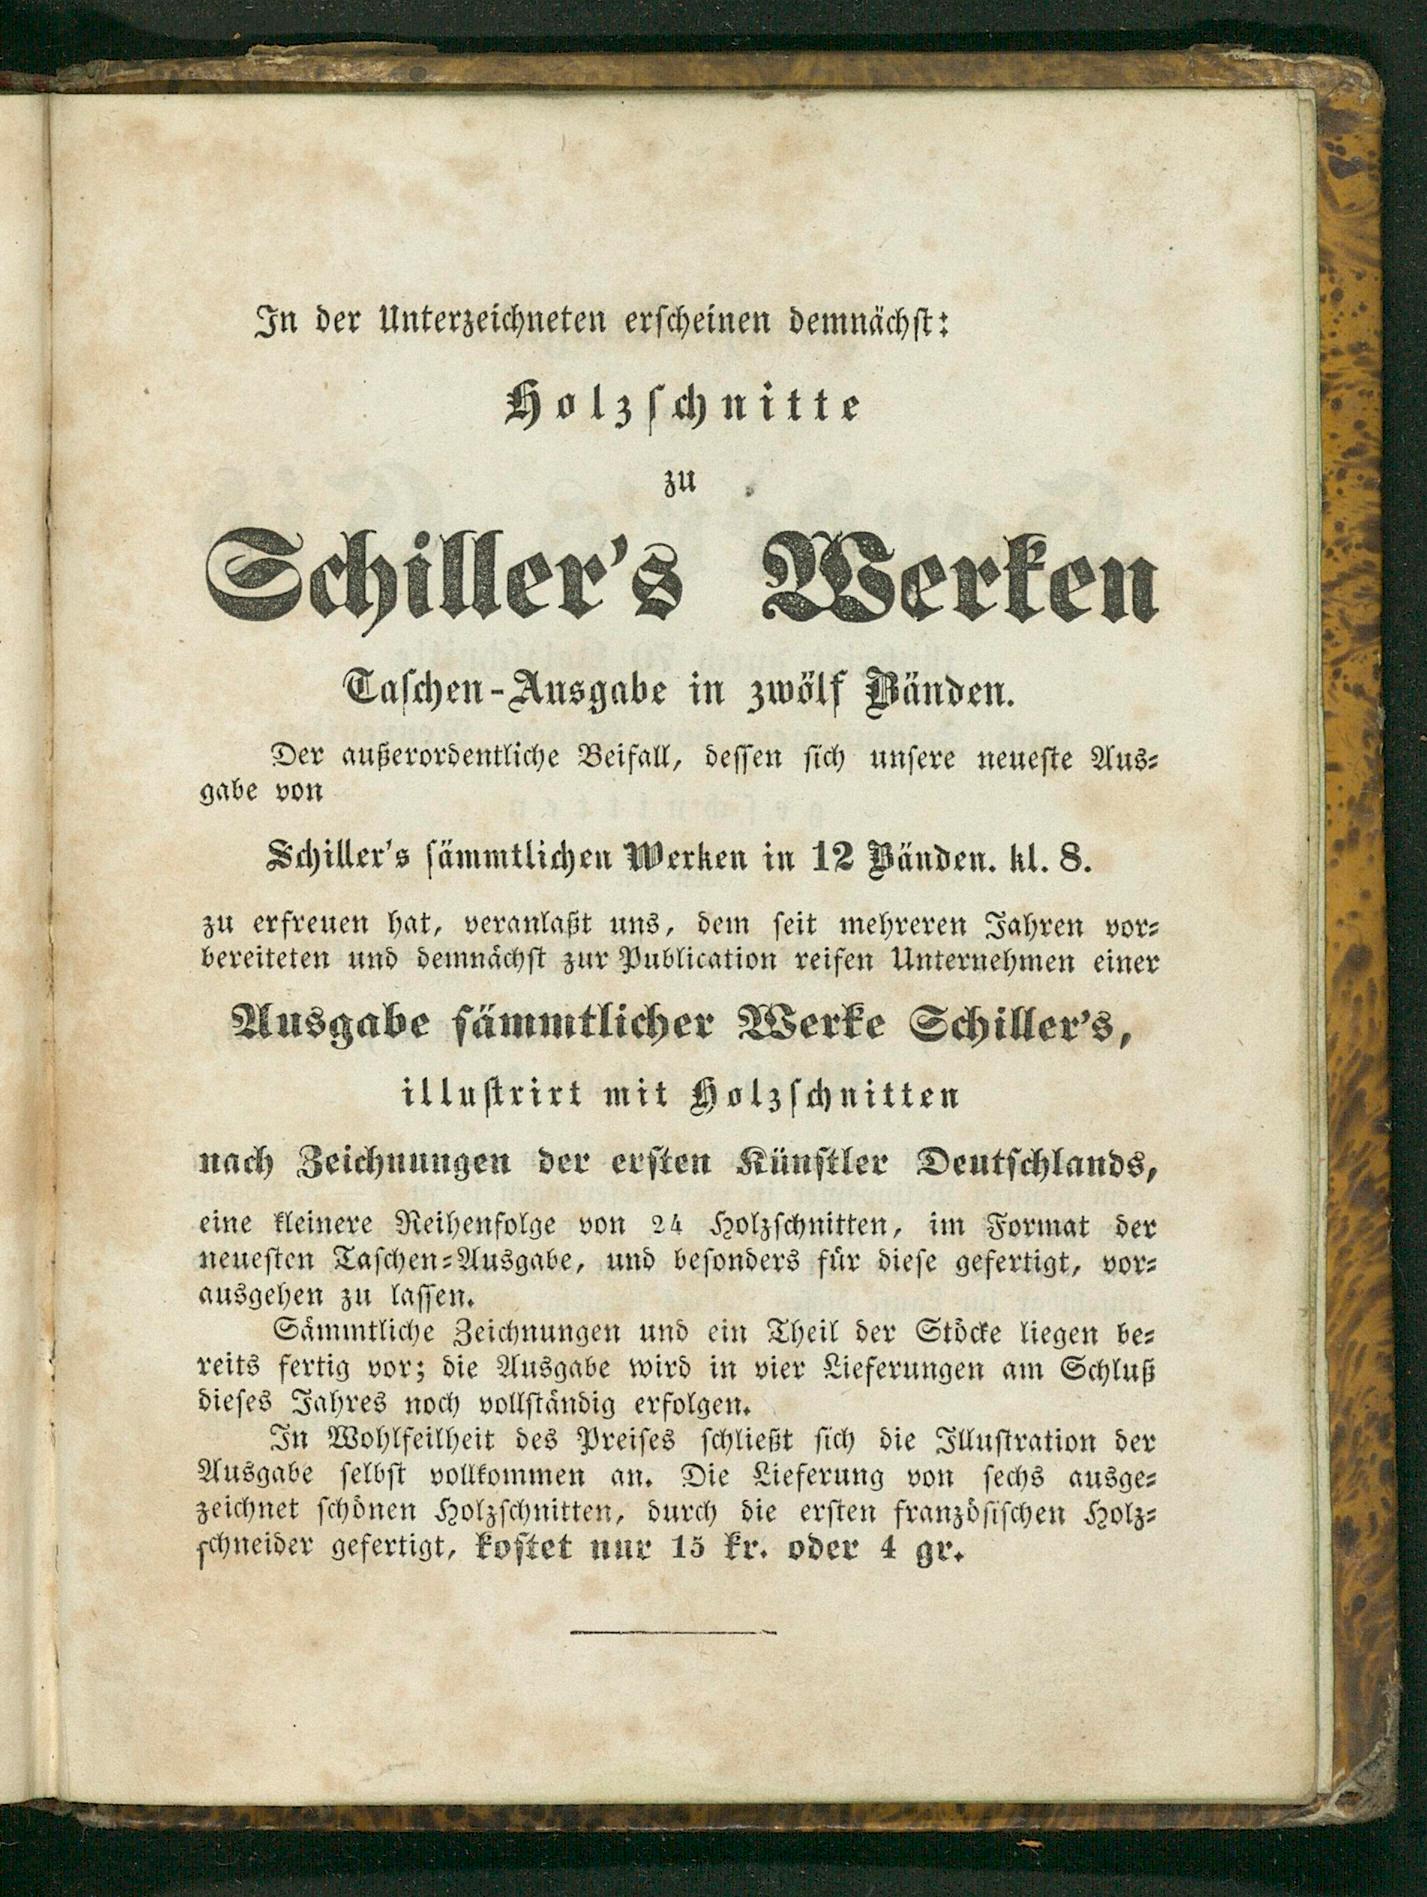 In der Unterzeichneten erscheinen demnächst:
Holzschnitte
zu
Schiller's Werken
Taschen-Ausgabe in zwölf Bänden.
Der außerordentliche Beifall, dessen sich unsere neueste Aus-
gabe von
Schiller's sämmtlichen Werken in 12 Bänden. kl. 8.
zu erfreuen hat, veranlaßt uns, dem seit mehreren Jahren vor-
bereiteten und demnächst zur Publication reifen Unternehmen einer
Ausgabe sämmtlicher Werke Schiller's,
illustrirt mit Holzschnitten
nach Zeichnungen der ersten Künstler Deutschlands,
eine kleinere Reihenfolge von 24 Holzschnitten, im Format der
neuesten Taschen-Ausgabe, und besonders für diese gefertigt, vor-
ausgehen zu lassen.
Sämmtliche Zeichnungen und ein Theil der Stöcke liegen be-
reits fertig vor; die Ausgabe wird in vier Lieferungen am Schluß
dieses Jahres noch vollständig erfolgen.
In Wohlfeilheit des Preises schließt sich die Illustration der
Ausgabe selbst vollkommen an. Die Lieferung von sechs ausge-
zeichnet schönen Holzschnitten, durch die ersten französischen Holz-
schneider gefertigt, kostet nur 15 kr. oder 4 gr.